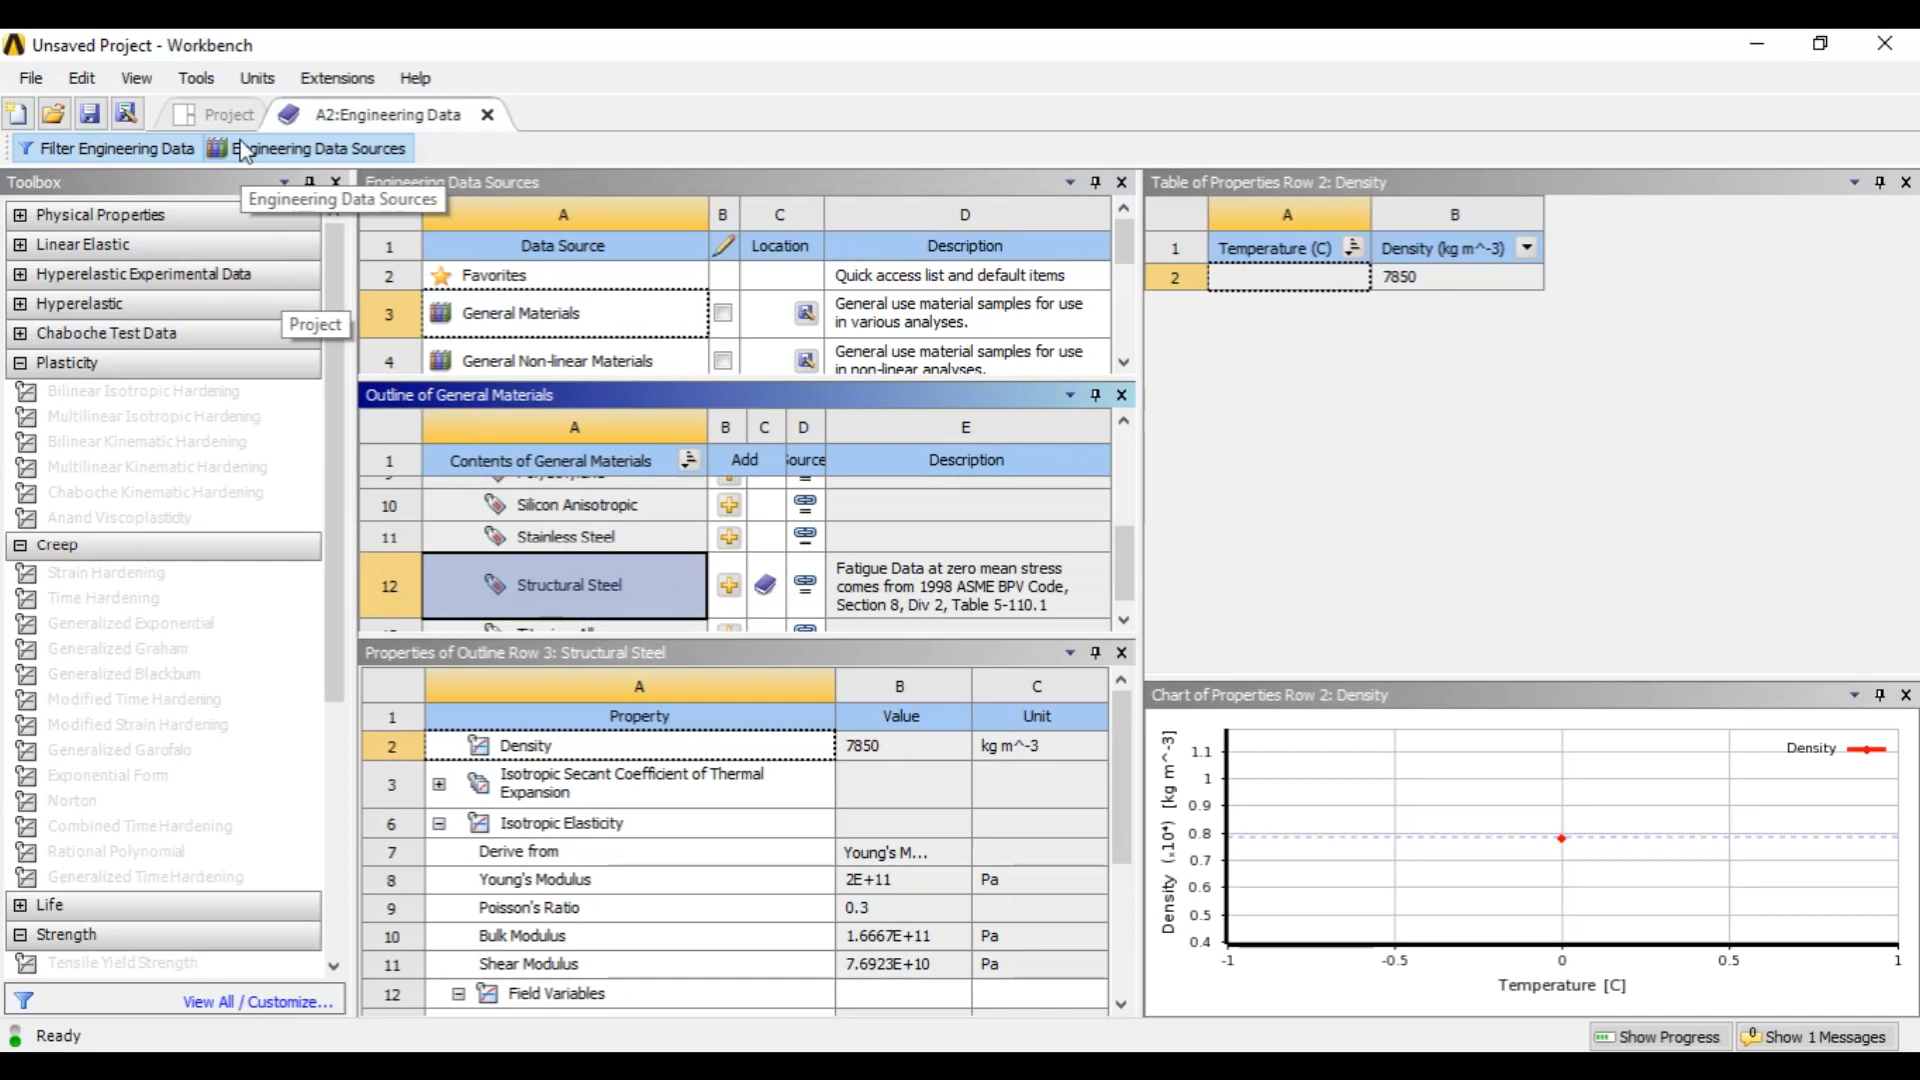 Unsaved Project - Workbench
File Edit View Tools Units Extensions Help
Project A2:Engineering Data
Filter Engineering Data Engineering Data Sources
Engineering Data Sources
Project
Toolbox
Physical Properties
Linear Elastic
Hyperelastic Experimental Data
Hyperelastic
Chaboche Test Data
Plasticity
Bilinear Isotropic Hardening
Multilinear Isotropic Hardening
Bilinear Kinematic Hardening
Multilinear Kinematic Hardening
Chaboche Kinematic Hardening
Anand Viscoplasticity
Creep
Strain Hardening
Time Hardening
Generalized Exponential
Generalized Graham
Generalized Blackburn
Modified Time Hardening
Modified Strain Hardening
Generalized Garofalo
Exponential Form
Norton
Combined Time Hardening
Rational Polynomial
Generalized Time Hardening
Life
Strength
Tensile Yield Strength
View All / Customize...
Engineering Data Sources
A B C D
1 Data Source Location Description
2 Favorites Quick access list and default items
3 General Materials General use material samples for use
in various analyses.
4 General Non-linear Materials General use material samples for use
in non-linear analyses.
Outline of General Materials
A B C D E
1 Contents of General Materials Add Source Description
10 Silicon Anisotropic
11 Stainless Steel
12 Structural Steel Fatigue Data at zero mean stress
comes from 1998 ASME BPV Code,
Section 8, Div 2, Table 5-110.1
Properties of Outline Row 3: Structural Steel
A B C
1 Property Value Unit
2 Density 7850 kg m^-3
3 Isotropic Secant Coefficient of Thermal
Expansion
6 Isotropic Elasticity
7 Derive from Young's M...
8 Young's Modulus 2E+11 Pa
9 Poisson's Ratio 0.3
10 Bulk Modulus 1.6667E+11 Pa
11 Shear Modulus 7.6923E+10 Pa
12 Field Variables
Table of Properties Row 2: Density
A B
1 Temperature (C) Density (kg m^-3)
2 7850
Chart of Properties Row 2: Density
Density (x10⁴) [kg m^-3]
Density
1.1
1
0.9
0.8
0.7
0.6
0.5
0.4
-1 -0.5 0 0.5 1
Temperature [C]
Ready
Show Progress 0 Show 1 Messages